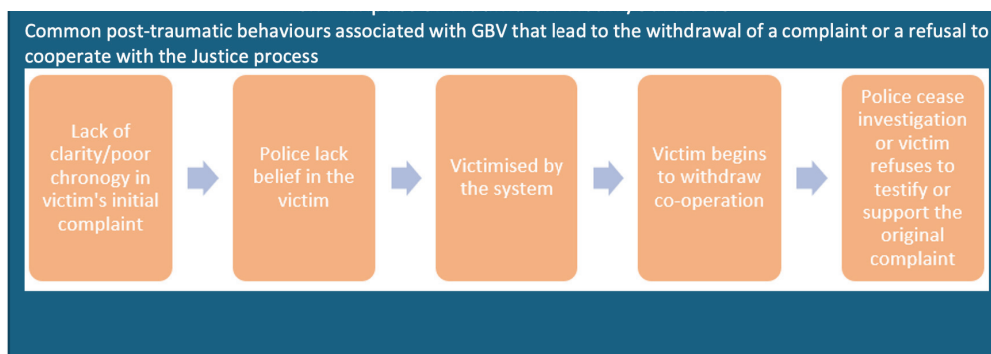 Common post-traumatic behaviours associated with GBV that lead to the withdrawal of a complaint or a refusal to
cooperate with the Justice process
Lack of
clarity/poor
chronogy in
victim's initial
complaint
Police lack
belief in the
victim
Victimised by
the system
Victim begins
to withdraw
co-operation
Police cease
investigation
or victim
refuses to
testify or
support the
original
complaint